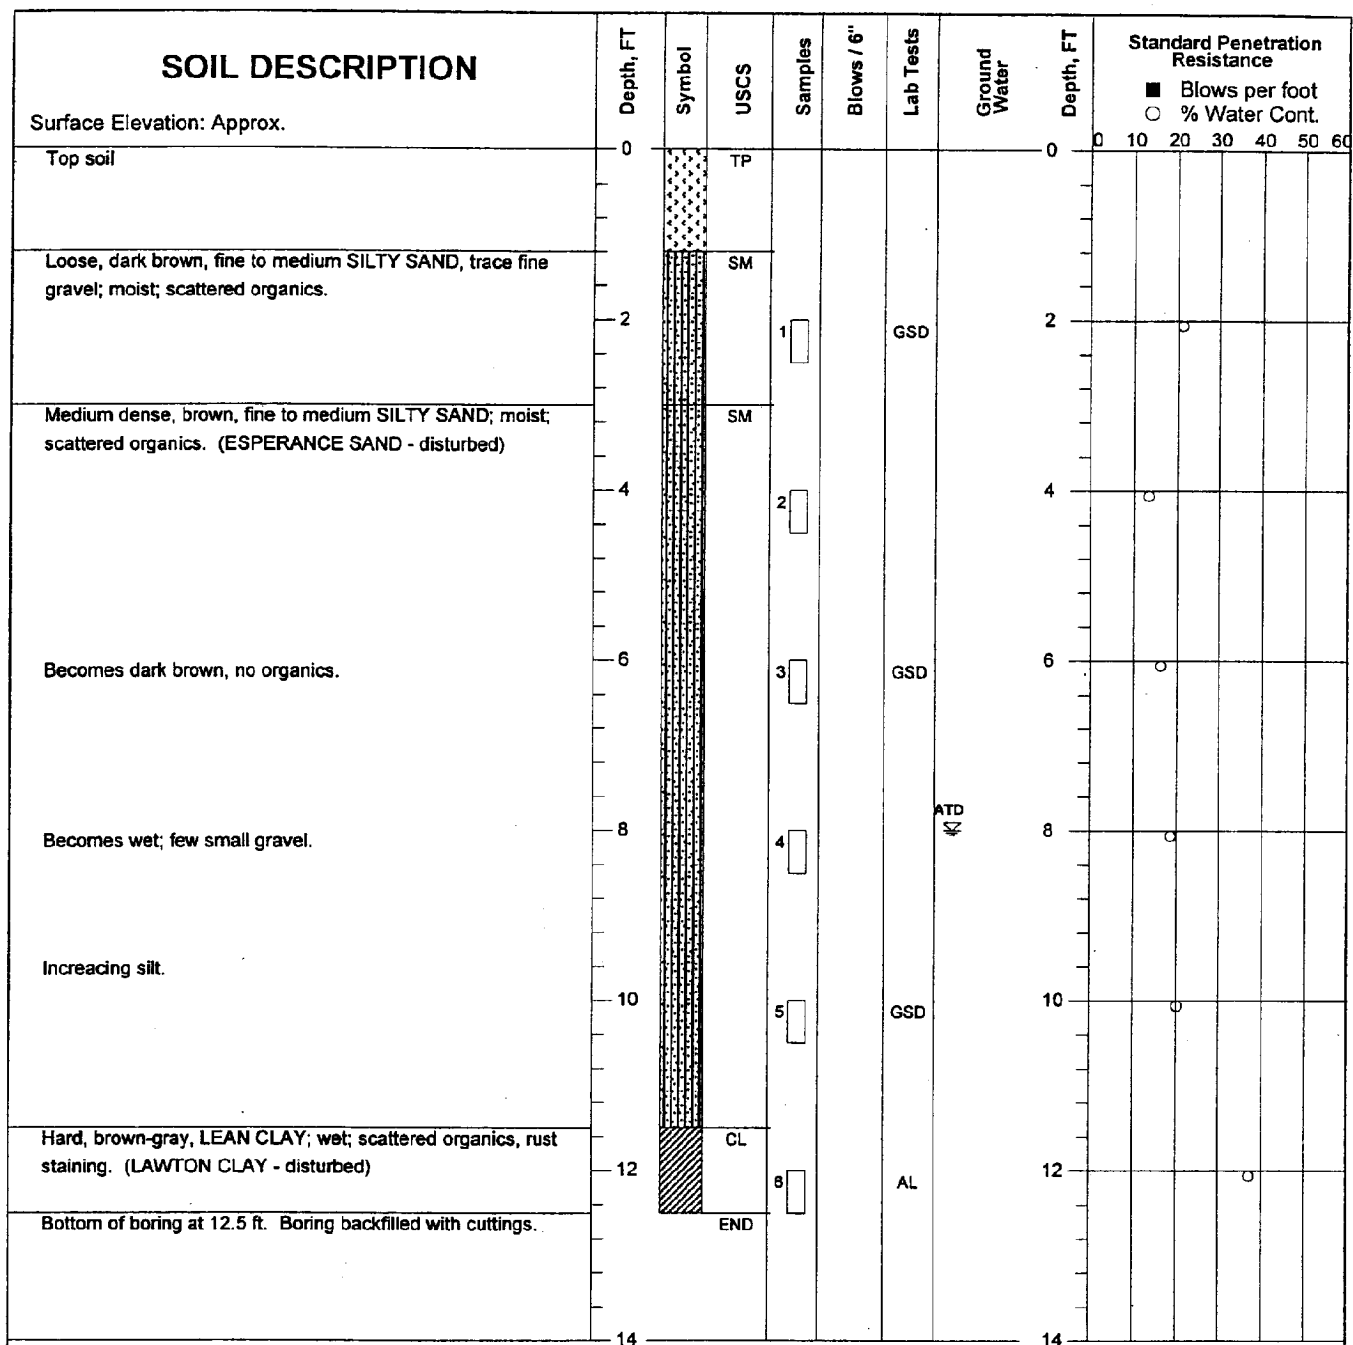 SOIL DESCRIPTION
Surface Elevation: Approx.
Depth, FT
Symbol
USCS
Samples
Blows / 6"
Lab Tests
Ground
Water
Depth, FT
Standard Penetration
Resistance
■ Blows per foot
○ % Water Cont.
0 10 20 30 40 50 60
Top soil
0
TP
0
Loose, dark brown, fine to medium SILTY SAND, trace fine
gravel; moist; scattered organics.
SM
2
1
GSD
2
Medium dense, brown, fine to medium SILTY SAND; moist;
scattered organics. (ESPERANCE SAND - disturbed)
SM
4
2
4
Becomes dark brown, no organics.
6
3
GSD
6
ATD
Becomes wet; few small gravel.
8
4
8
Increacing silt.
10
5
GSD
10
Hard, brown-gray, LEAN CLAY; wet; scattered organics, rust
staining. (LAWTON CLAY - disturbed)
CL
12
6
AL
12
Bottom of boring at 12.5 ft. Boring backfilled with cuttings.
END
14
14